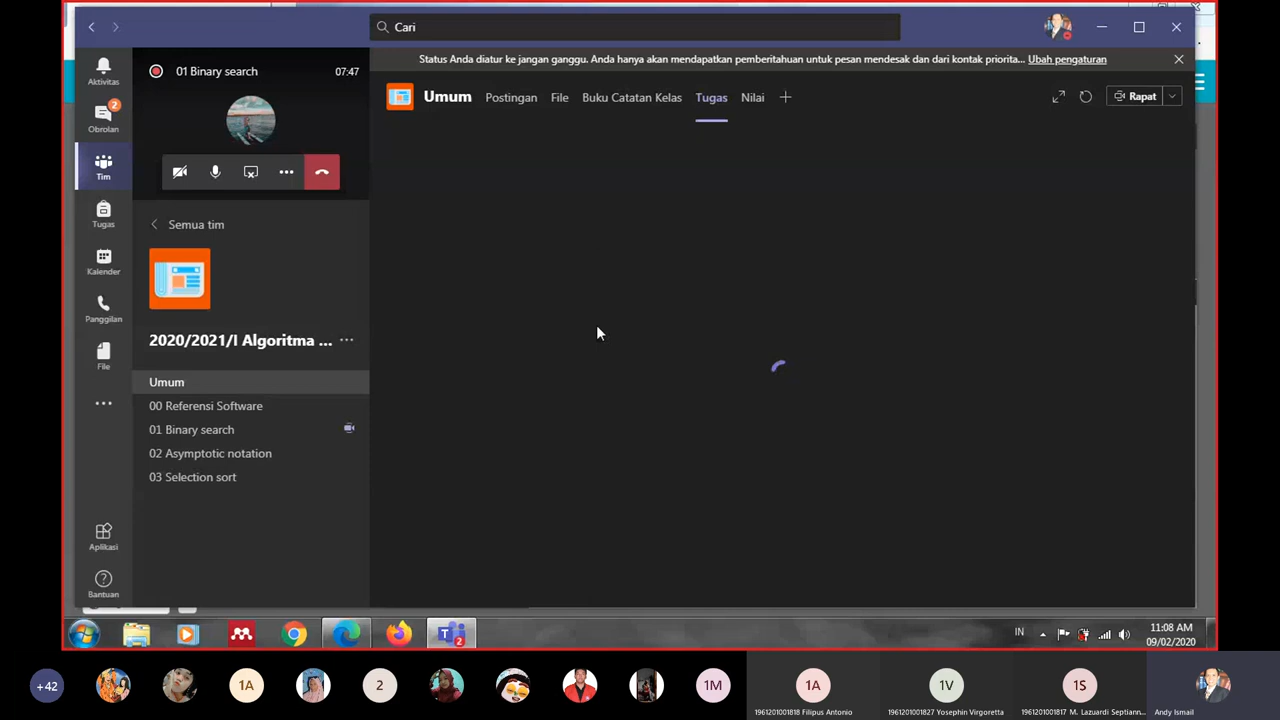 Cari
01 Binary search
07:47
Status Anda diatur ke jangan ganggu. Anda hanya akan mendapatkan pemberitahuan untuk pesan mendesak dan dari kontak priorita... Ubah pengaturan
Umum Postingan File Buku Catatan Kelas Tugas Nilai +
Rapat
Aktivitas
2
Obrolan
Tim
Tugas
Kalender
Panggilan
File
Aplikasi
Bantuan
Semua tim
2020/2021/I Algoritma ...
Umum
00 Referensi Software
01 Binary search
02 Asymptotic notation
03 Selection sort
2
IN
11:08 AM
09/02/2020
+42
1A
2
1M
1A
1V
1S
1961201001818 Filipus Antonio
1961201001827 Yosephin Virgoretta
1961201001817 M. Lazuardi Septiann...
Andy Ismail